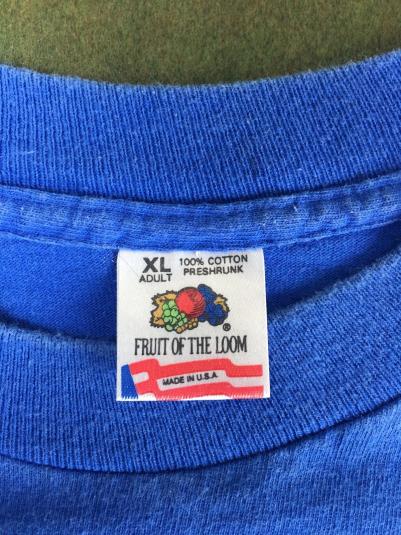 XL 100% COTTON
ADULT PRESHRUNK
®
FRUIT OF THE LOOM
MADE IN U.S.A.